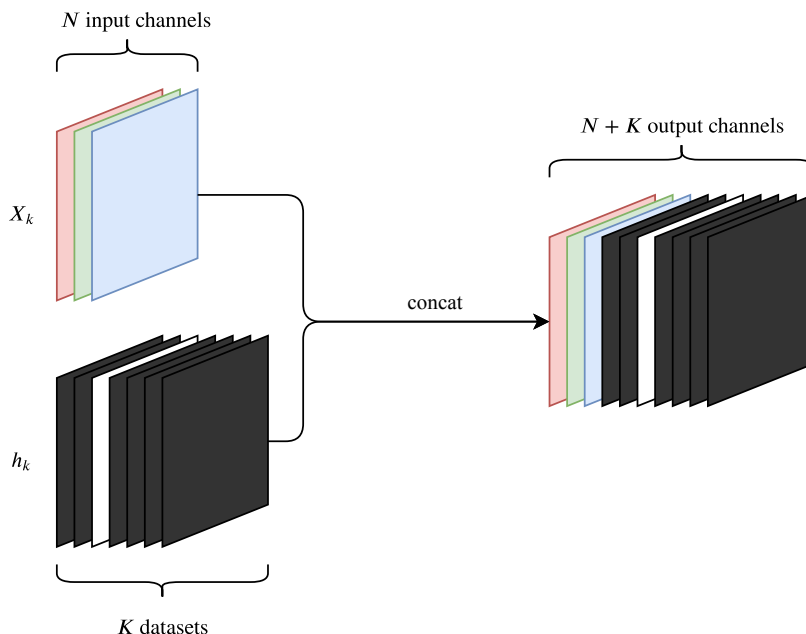 N input channels
N + K output channels
X_k
concat
h_k
K datasets